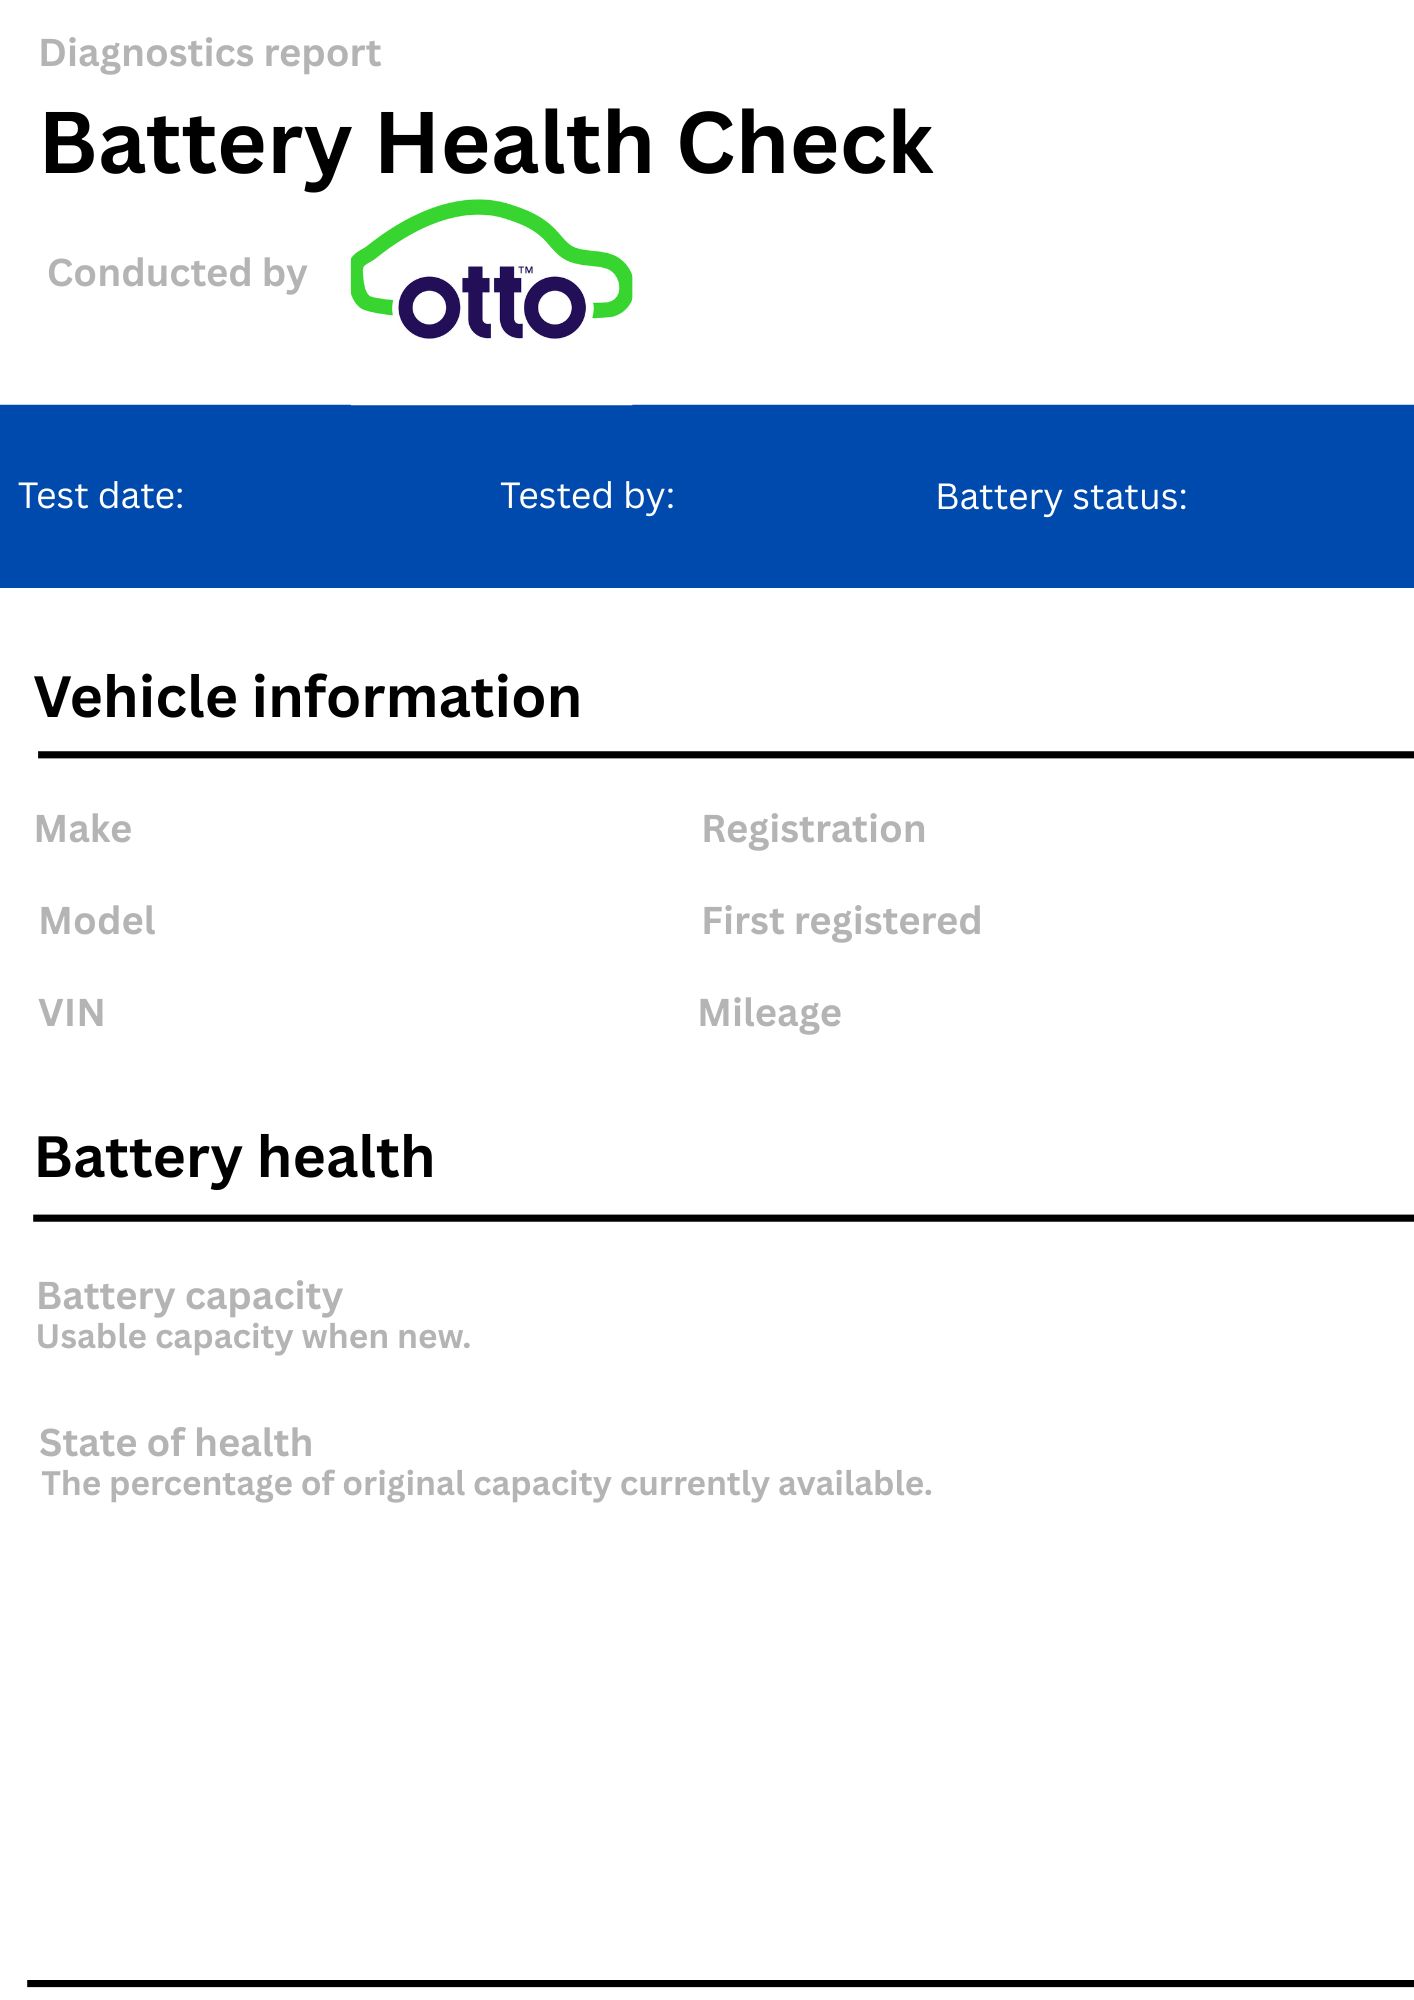 Diagnostics report
Battery Health Check
Conducted by
otto™
Test date:
Tested by:
Battery status:
Vehicle information
Make
Registration
Model
First registered
VIN
Mileage
Battery health
Battery capacity
Usable capacity when new.
State of health
The percentage of original capacity currently available.